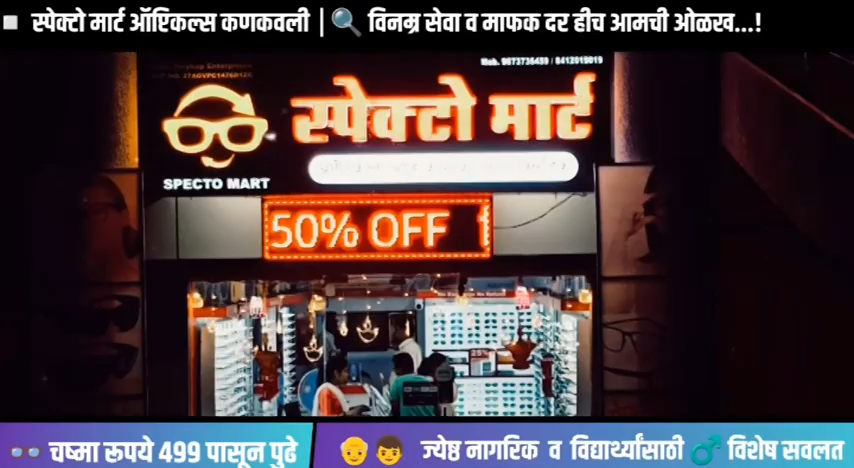 स्पेक्टो मार्ट ऑप्टिकल्स कणकवली | विनम्र सेवा व माफक दर हीच आमची ओळख...!
Mob. 9673736459 / 8412019019
स्पेक्टो मार्ट
SPECTO MART
50% OFF
चष्मा रूपये 499 पासून पुढे
ज्येष्ठ नागरिक व विद्यार्थ्यांसाठी विशेष सवलत